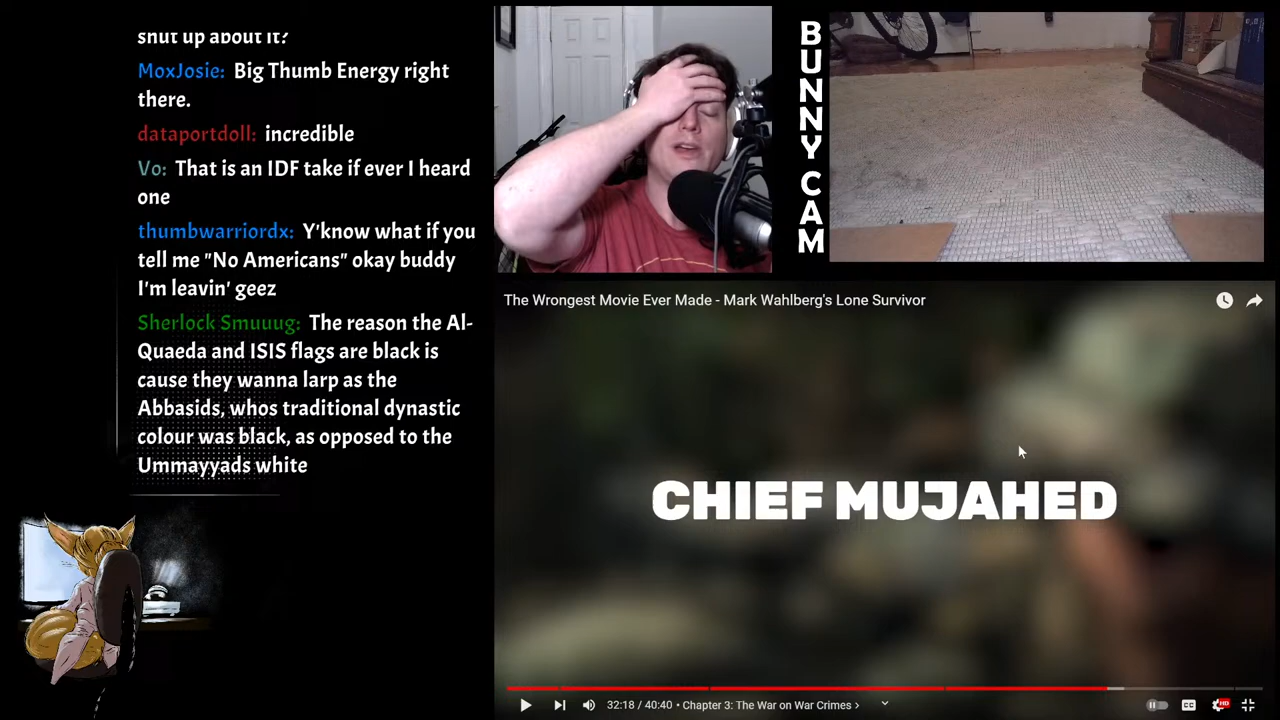 shut up about it?
MoxJosie: Big Thumb Energy right
there.
dataportdoll: incredible
Vo: That is an IDF take if ever I heard
one
thumbwarriordx: Y'know what if you
tell me "No Americans" okay buddy
I'm leavin' geez
Sherlock Smuuug: The reason the Al-
Quaeda and ISIS flags are black is
cause they wanna larp as the
Abbasids, whos traditional dynastic
colour was black, as opposed to the
Ummayyads white
BUNNY CAM
The Wrongest Movie Ever Made - Mark Wahlberg's Lone Survivor
CHIEF MUJAHED
32:18 / 40:40 • Chapter 3: The War on War Crimes >
CC
HD